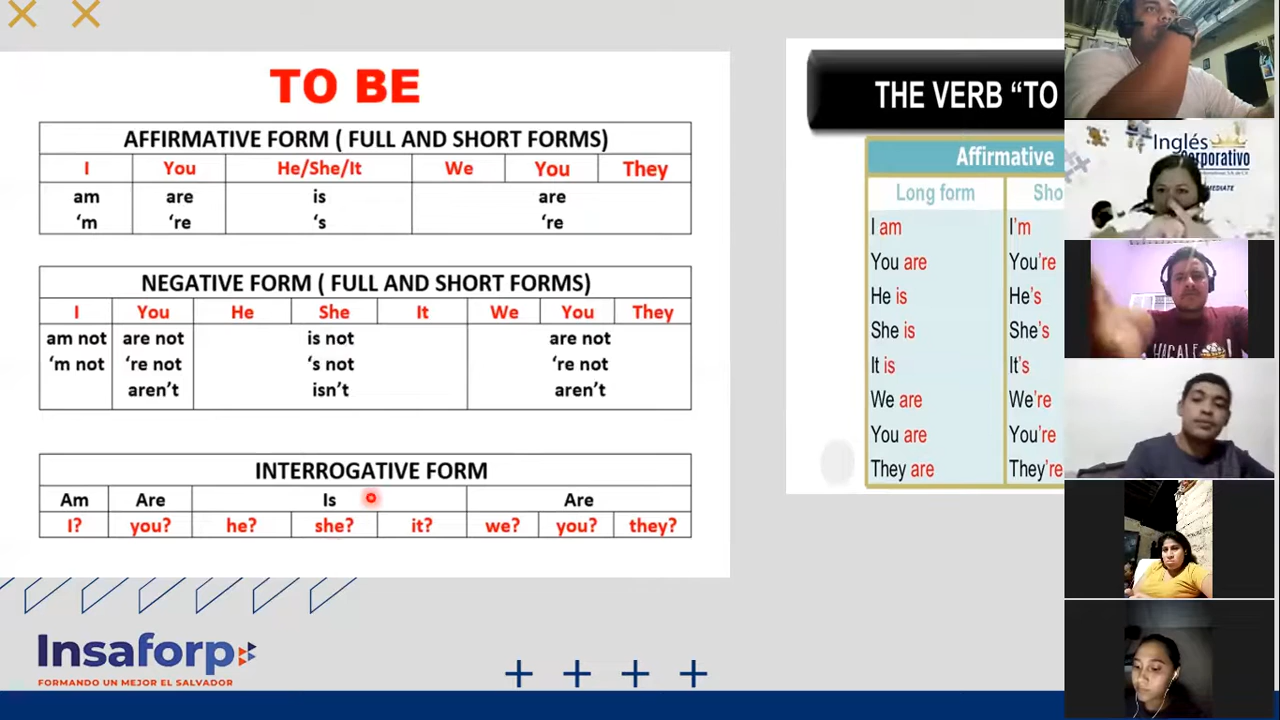 TO BE
AFFIRMATIVE FORM ( FULL AND SHORT FORMS)
I You He/She/It We You They
am are is are
‘m ‘re ‘s ‘re
NEGATIVE FORM ( FULL AND SHORT FORMS)
I You He She It We You They
am not are not is not are not
‘m not ‘re not ‘s not ‘re not
aren’t isn’t aren’t
INTERROGATIVE FORM
Am Are Is Are
I? you? he? she? it? we? you? they?
Insaforp
FORMANDO UN MEJOR EL SALVADOR
THE VERB “TO
Affirmative
Long form Sho
I am I’m
You are You’re
He is He’s
She is She’s
It is It’s
We are We’re
You are You’re
They are They’re
Inglés
Corporativo